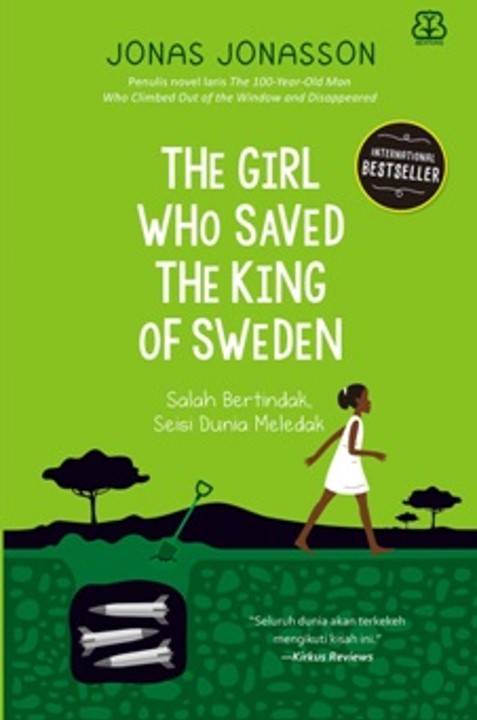 JONAS JONASSON
Penulis novel laris The 100-Year-Old Man
Who Climbed Out of the Window and Disappeared
BENTANG
INTERNATIONAL
BESTSELLER
THE GIRL
WHO SAVED
THE KING
OF SWEDEN
Salah Bertindak,
Seisi Dunia Meledak
"Seluruh dunia akan terkekeh
mengikuti kisah ini."
—Kirkus Reviews